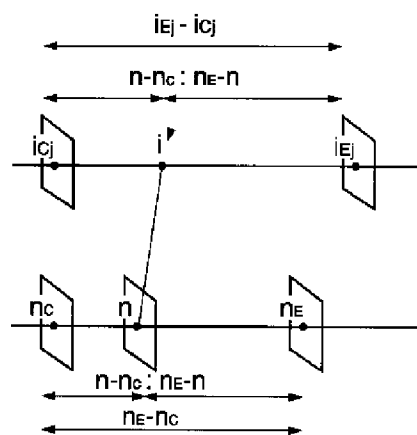 iEj - iCj
n-nC : nE-n
iCj i' iEj
nC n nE
n-nC : nE-n
nE-nC